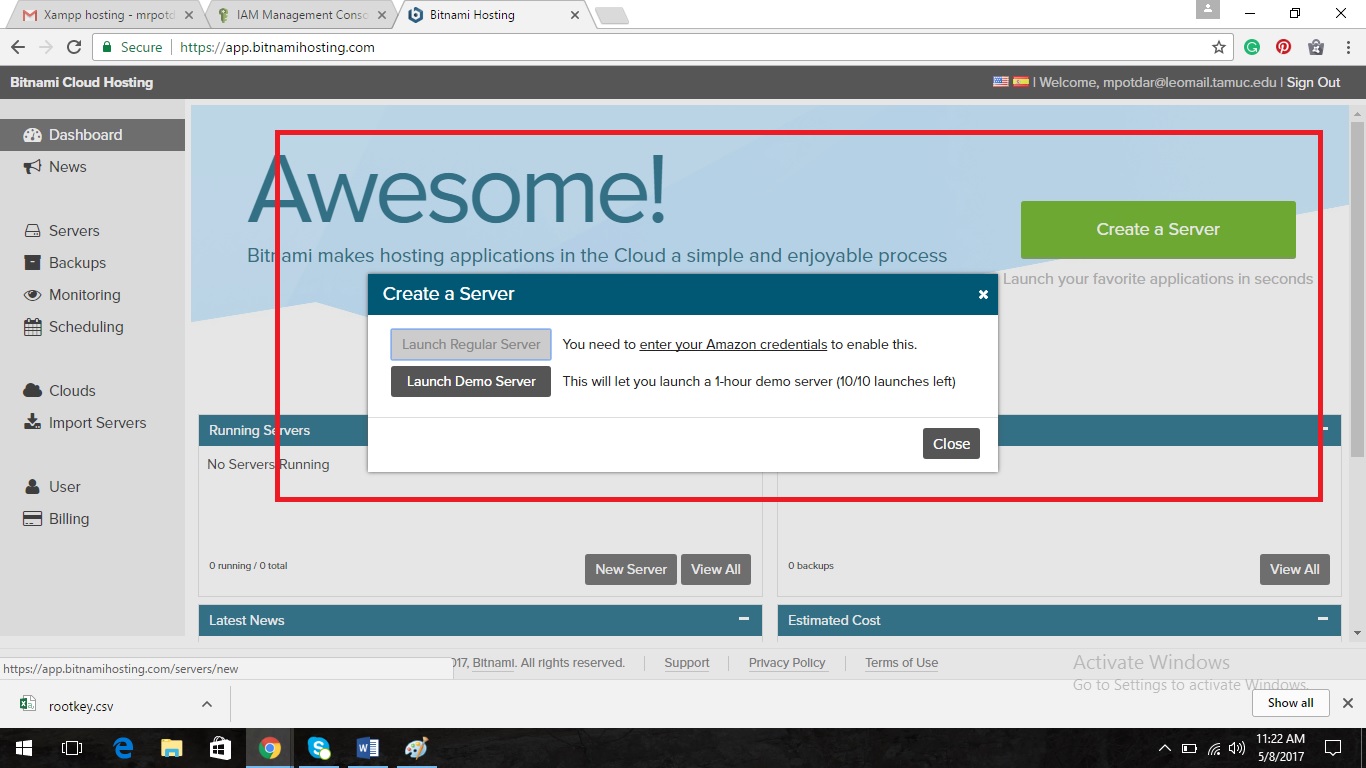 Xampp hosting - mrpotd
IAM Management Conso
Bitnami Hosting
Secure
https://app.bitnamihosting.com
Bitnami Cloud Hosting
| Welcome, mpotdar@leomail.tamuc.edu | Sign Out
Dashboard
News
Servers
Backups
Monitoring
Scheduling
Clouds
Import Servers
User
Billing
Awesome!
Bitnami makes hosting applications in the Cloud a simple and enjoyable process
Create a Server
Launch your favorite applications in seconds
Create a Server
Launch Regular Server
You need to enter your Amazon credentials to enable this.
Launch Demo Server
This will let you launch a 1-hour demo server (10/10 launches left)
Close
Running Servers
No Servers Running
0 running / 0 total
New Server
View All
0 backups
View All
Latest News
Estimated Cost
https://app.bitnamihosting.com/servers/new
017, Bitnami. All rights reserved.
Support
Privacy Policy
Terms of Use
Activate Windows
Go to Settings to activate Windows.
rootkey.csv
Show all
11:22 AM
5/8/2017